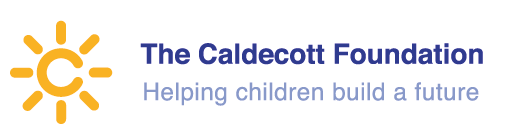 The Caldecott Foundation
Helping children build a future